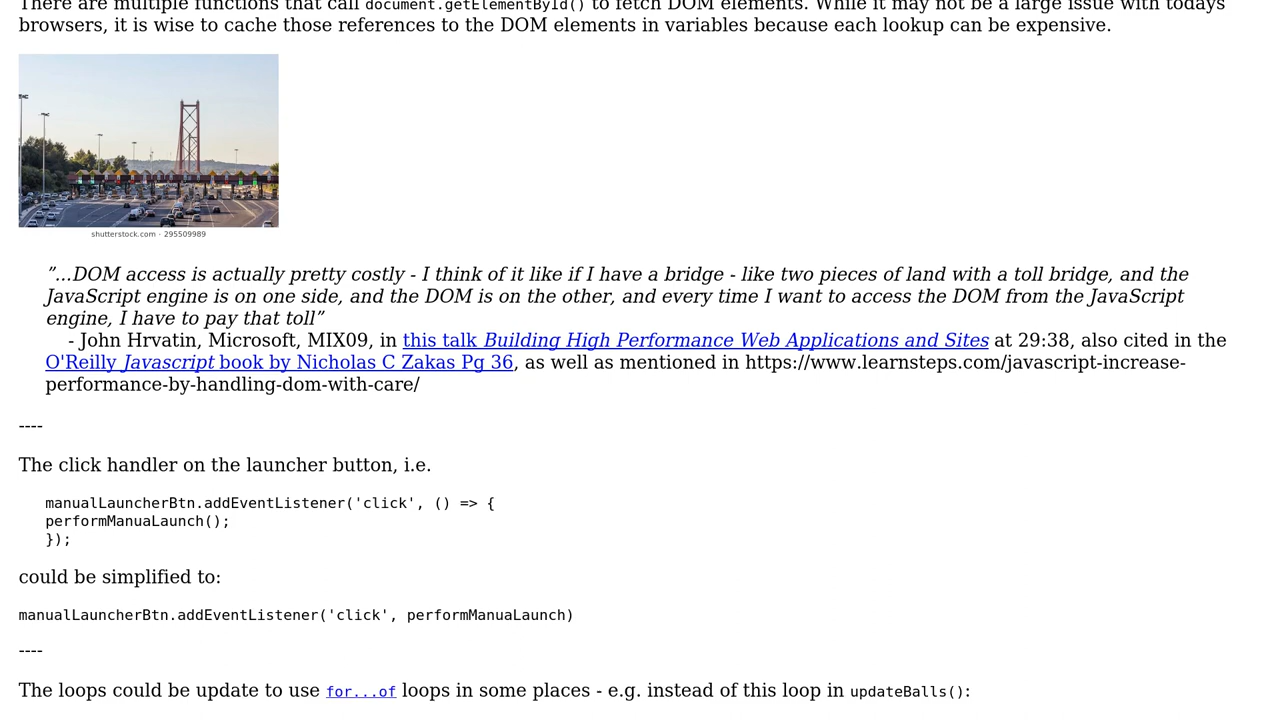 There are multiple functions that call document.getElementById() to fetch DOM elements. While it may not be a large issue with todays
browsers, it is wise to cache those references to the DOM elements in variables because each lookup can be expensive.
shutterstock.com · 295509989
”...DOM access is actually pretty costly - I think of it like if I have a bridge - like two pieces of land with a toll bridge, and the
JavaScript engine is on one side, and the DOM is on the other, and every time I want to access the DOM from the JavaScript
engine, I have to pay that toll”
- John Hrvatin, Microsoft, MIX09, in this talk Building High Performance Web Applications and Sites at 29:38, also cited in the
O'Reilly Javascript book by Nicholas C Zakas Pg 36, as well as mentioned in https://www.learnsteps.com/javascript-increase-
performance-by-handling-dom-with-care/
----
The click handler on the launcher button, i.e.
manualLauncherBtn.addEventListener('click', () => {
performManuaLaunch();
});
could be simplified to:
manualLauncherBtn.addEventListener('click', performManuaLaunch)
----
The loops could be update to use for...of loops in some places - e.g. instead of this loop in updateBalls():